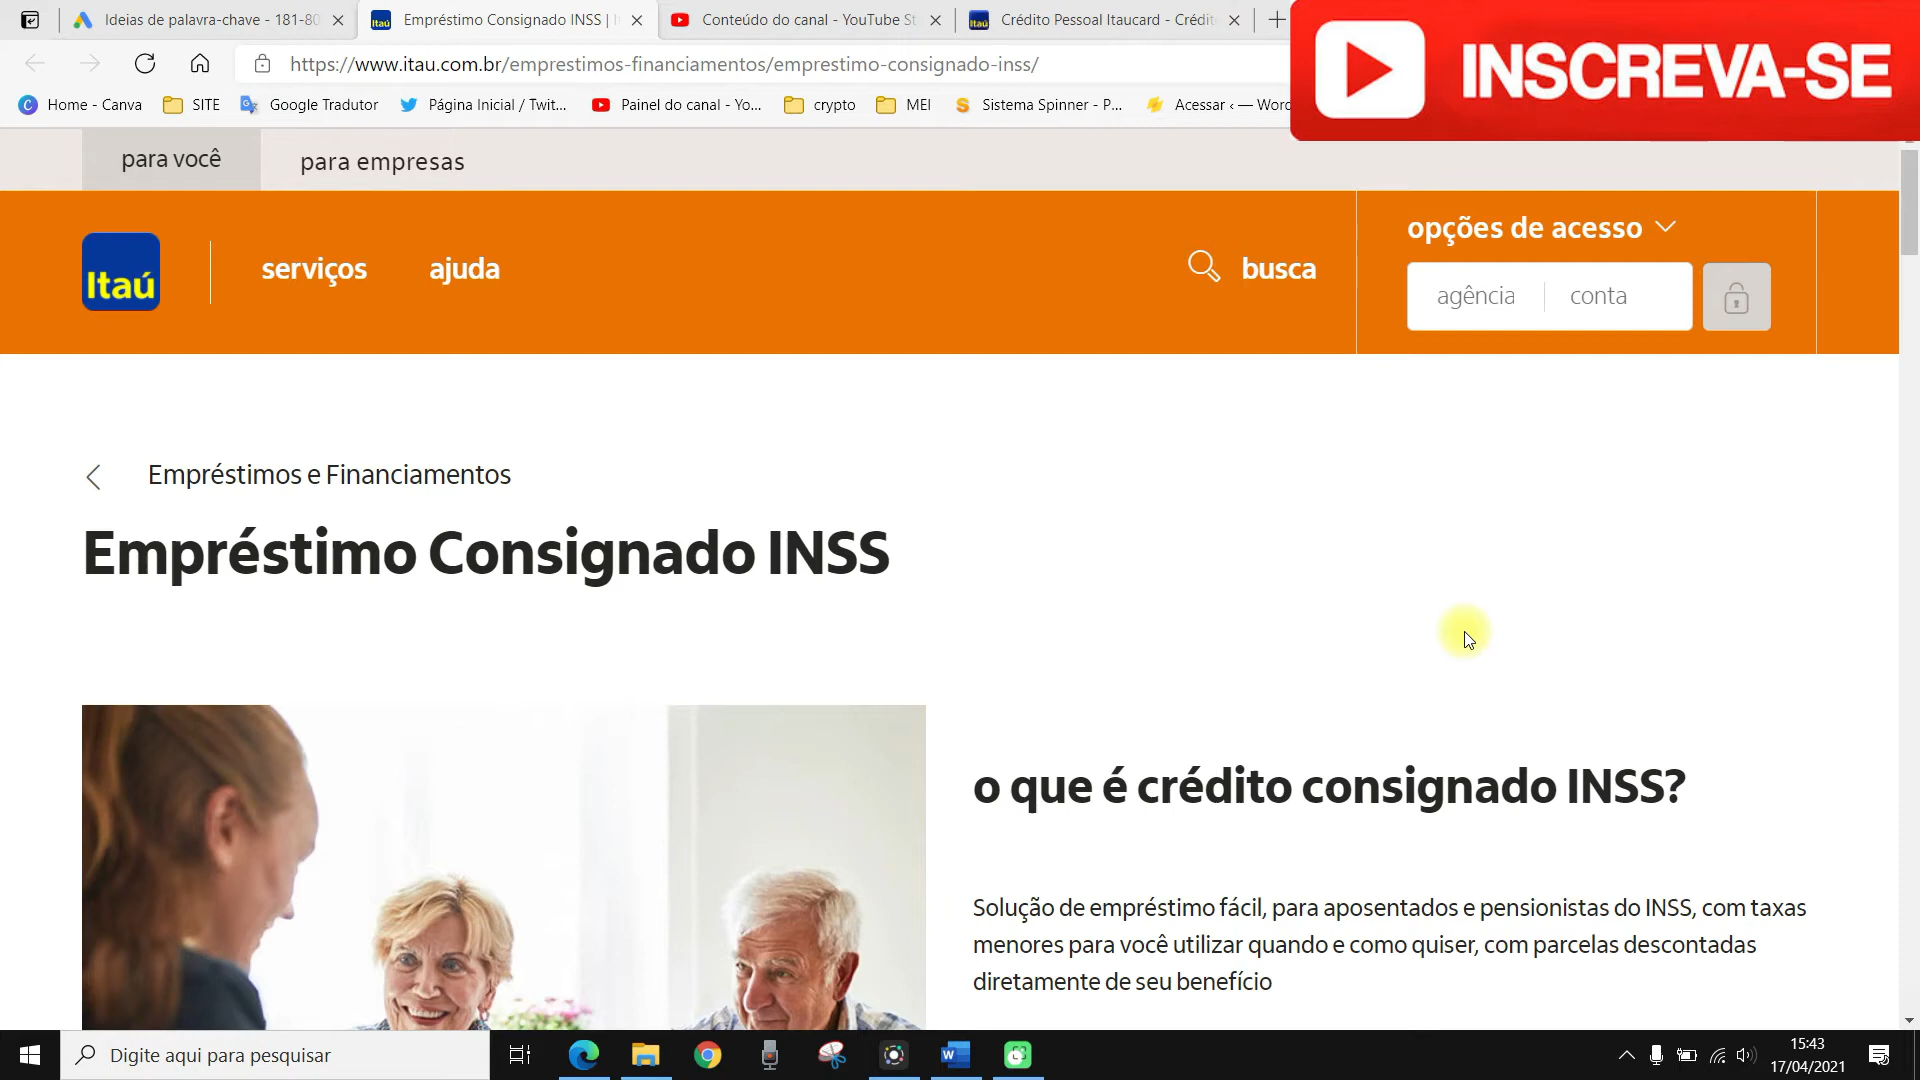 Ideias de palavra-chave - 181-80
Empréstimo Consignado INSS |
Conteúdo do canal - YouTube St
Crédito Pessoal Itaucard - Crédit
INSCREVA-SE
https://www.itau.com.br/emprestimos-financiamentos/emprestimo-consignado-inss/
Home - Canva
SITE
Google Tradutor
Página Inicial / Twit...
Painel do canal - Yo...
crypto
MEI
Sistema Spinner - P...
Acessar ‹ — Word
para você
para empresas
Itaú
serviços
ajuda
busca
opções de acesso
agência
conta
Empréstimos e Financiamentos
Empréstimo Consignado INSS
o que é crédito consignado INSS?
Solução de empréstimo fácil, para aposentados e pensionistas do INSS, com taxas
menores para você utilizar quando e como quiser, com parcelas descontadas
diretamente de seu benefício
Digite aqui para pesquisar
15:43
17/04/2021